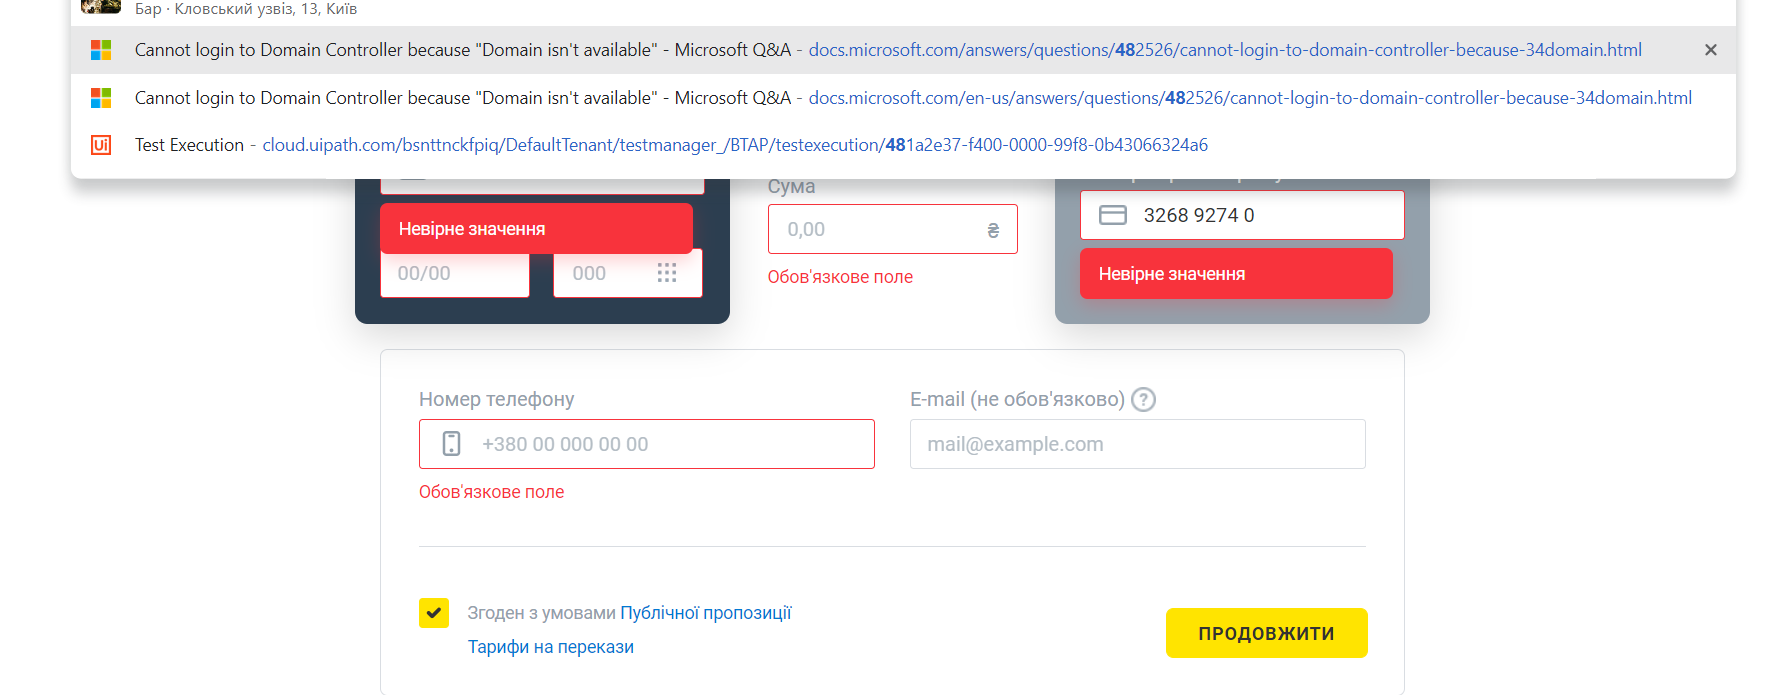 Бар · Кловський узвіз, 13, Київ
Cannot login to Domain Controller because "Domain isn't available" - Microsoft Q&A - docs.microsoft.com/answers/questions/482526/cannot-login-to-domain-controller-because-34domain.html
Cannot login to Domain Controller because "Domain isn't available" - Microsoft Q&A - docs.microsoft.com/en-us/answers/questions/482526/cannot-login-to-domain-controller-because-34domain.html
Ui Test Execution - cloud.uipath.com/bsnttnckfpiq/DefaultTenant/testmanager_/BTAP/testexecution/481a2e37-f400-0000-99f8-0b43066324a6
Невірне значення
00/00
000
Сума
0,00 ₴
Обов'язкове поле
3268 9274 0
Невірне значення
Номер телефону
+380 00 000 00 00
Обов'язкове поле
E-mail (не обов'язково) ?
mail@example.com
Згоден з умовами Публічної пропозиції
Тарифи на перекази
ПРОДОВЖИТИ